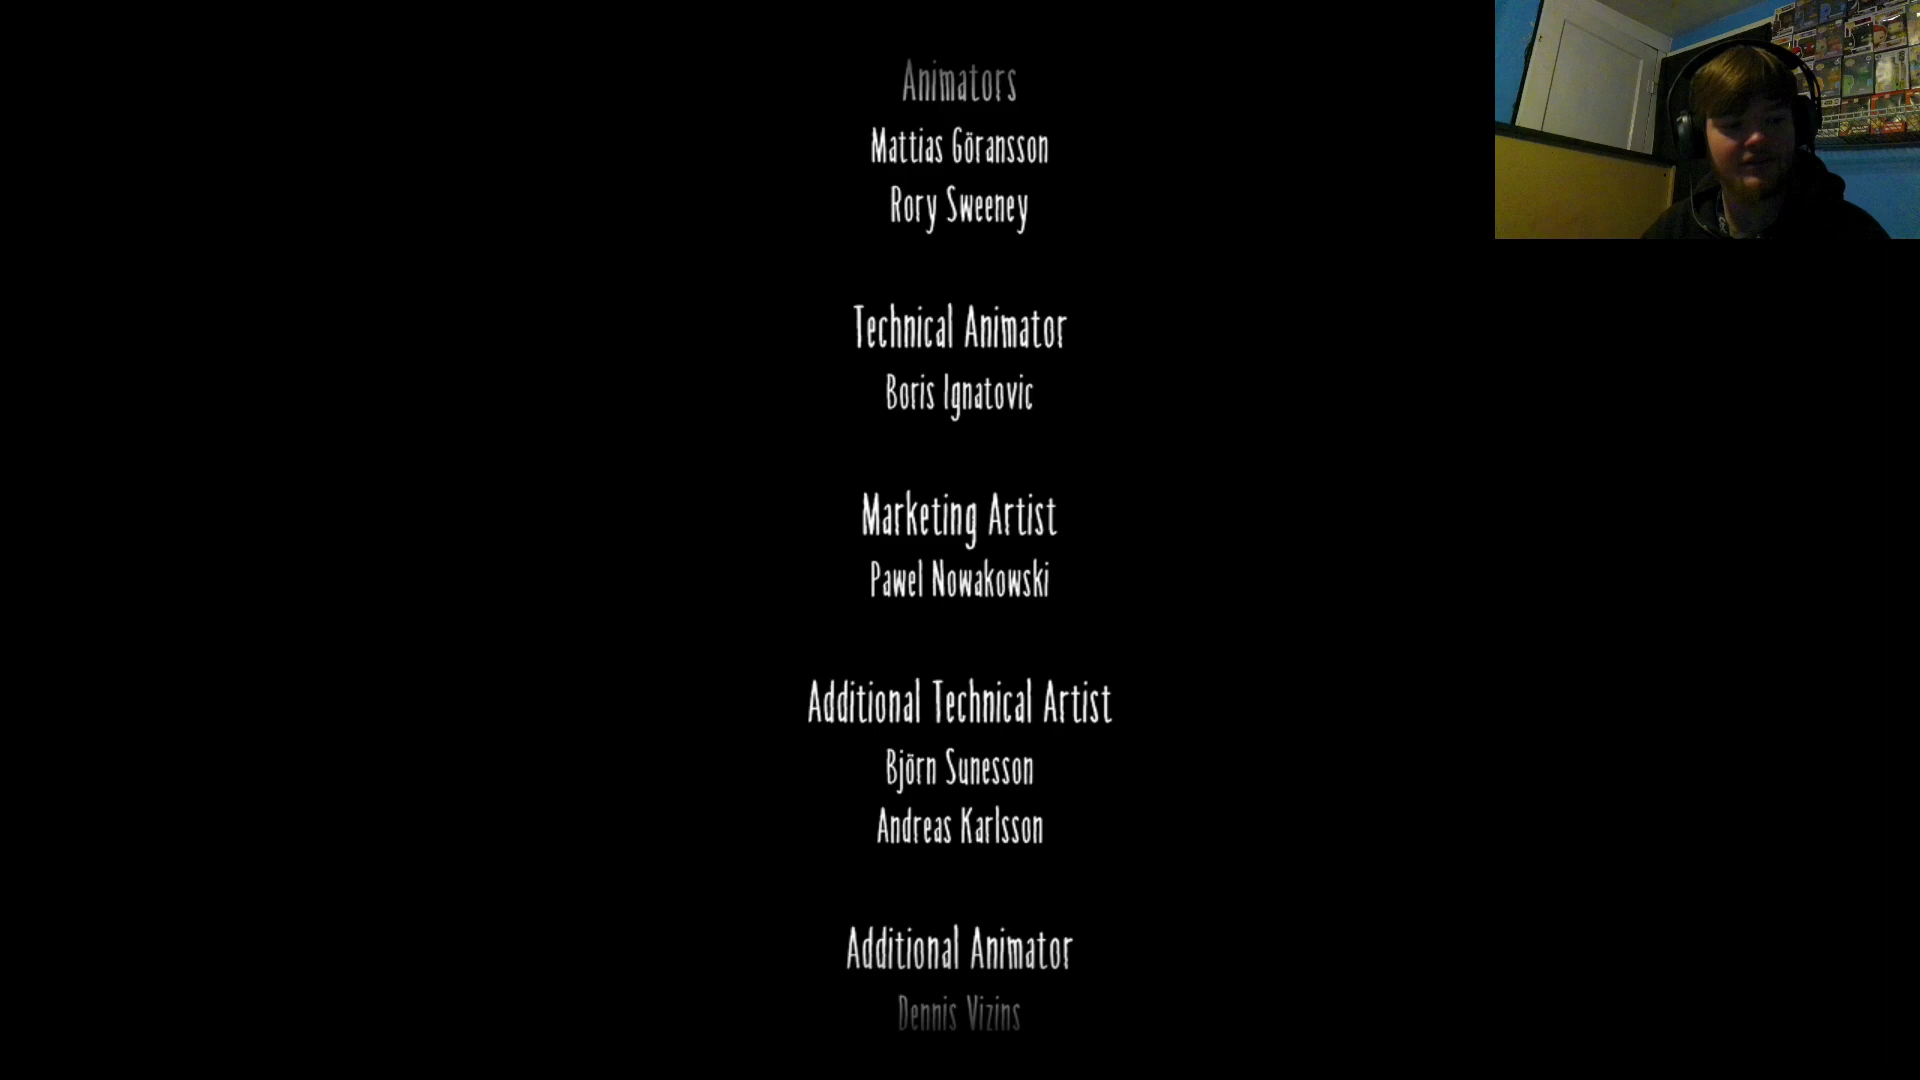 Animators
Mattias Göransson
Rory Sweeney
Technical Animator
Boris Ignatovic
Marketing Artist
Pawel Nowakowski
Additional Technical Artist
Björn Sunesson
Andreas Karlsson
Additional Animator
Dennis Vizins